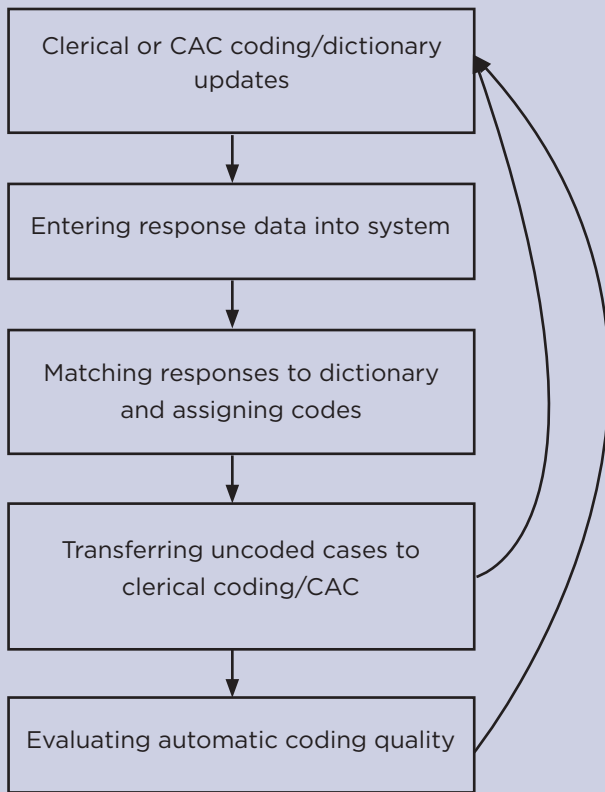 Clerical or CAC coding/dictionary
updates
Entering response data into system
Matching responses to dictionary
and assigning codes
Transferring uncoded cases to
clerical coding/CAC
Evaluating automatic coding quality